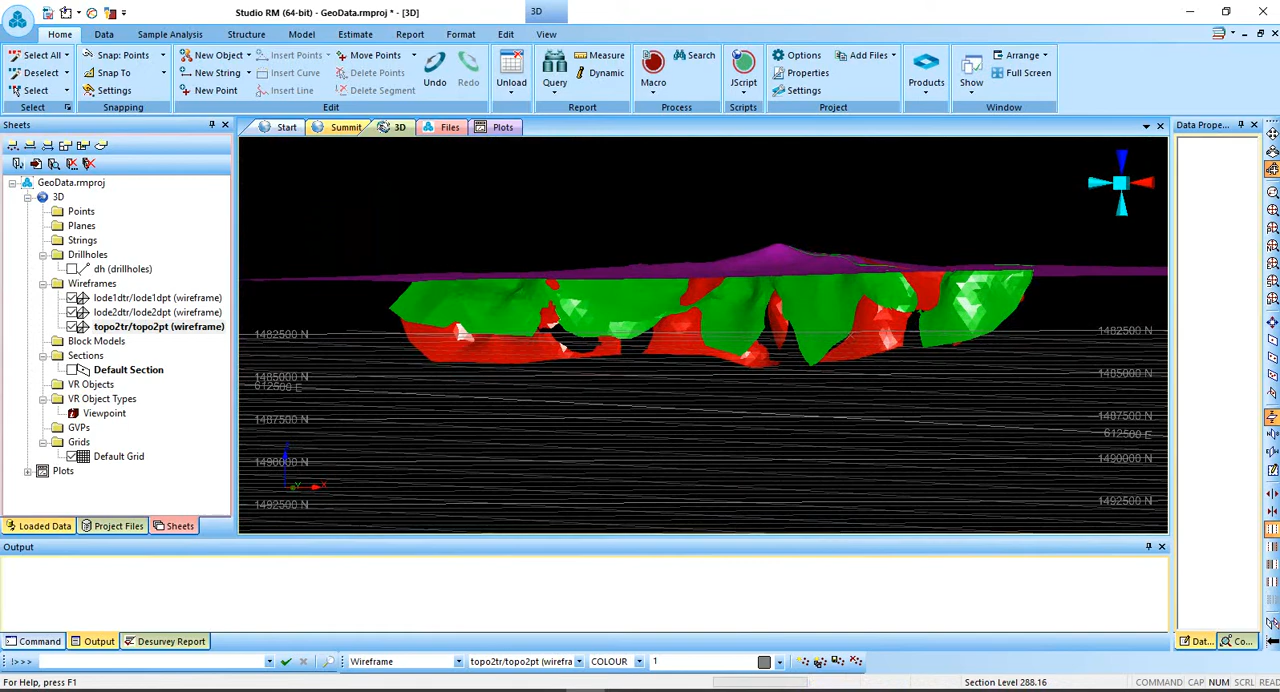 Studio RM (64-bit) - GeoData.rmproj * - [3D]
3D
Home Data Sample Analysis Structure Model Estimate Report Format Edit View
Select All Snap: Points New Object Insert Points Move Points Measure Search Options Add Files Arrange
Deselect Snap To New String Insert Curve Delete Points Dynamic Properties Full Screen
Select Settings New Point Insert Line Delete Segment Settings
Undo Redo Unload Query Macro JScript Products Show
Select Snapping Edit Report Process Scripts Project Window
Sheets
Start Summit 3D Files Plots
Data Prope...
GeoData.rmproj
3D
Points
Planes
Strings
Drillholes
dh (drillholes)
Wireframes
lode1dtr/lode1dpt (wireframe)
lode2dtr/lode2dpt (wireframe)
topo2tr/topo2pt (wireframe)
Block Models
Sections
Default Section
VR Objects
VR Object Types
Viewpoint
GVPs
Grids
Default Grid
Plots
1482500 N 1482500 N
1485000 N 1485000 N
612500 E
1487500 N 1487500 N
612500 E
1490000 N 1490000 N
1492500 N 1492500 N
Z
Y X
Loaded Data Project Files Sheets
Output
Command Output Desurvey Report
Dat... Co...
!>>> Wireframe topo2tr/topo2pt (wirefra COLOUR 1
For Help, press F1 Section Level 288.16 COMMAND CAP NUM SCRL READ